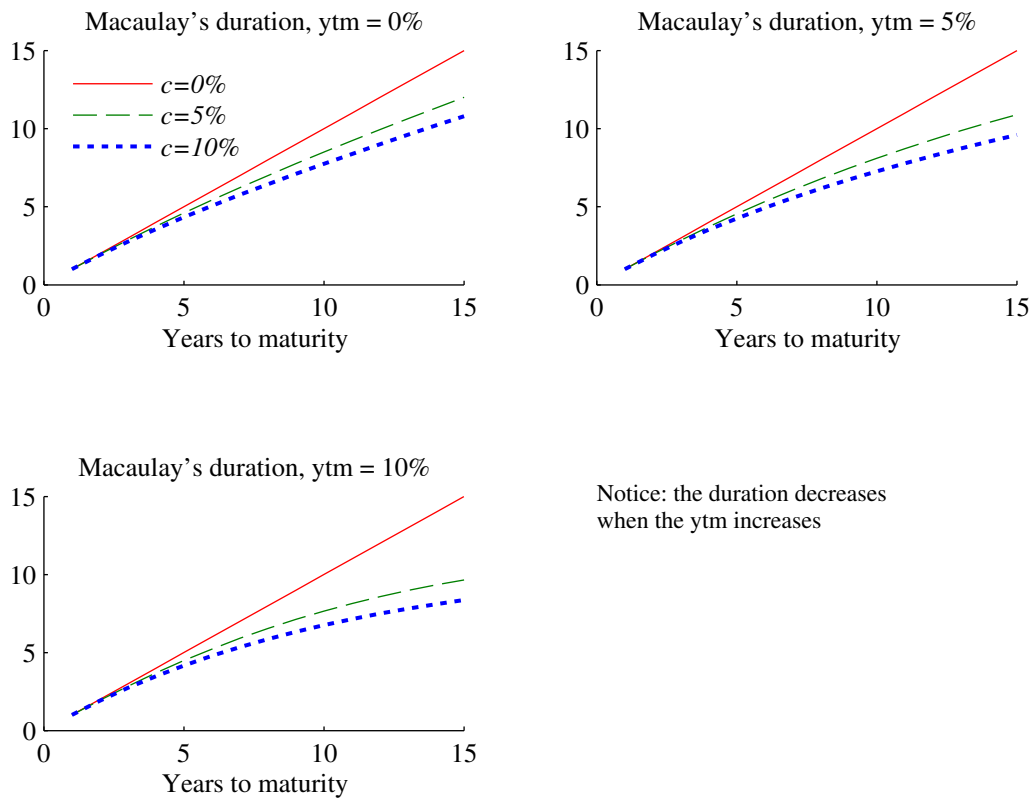 Macaulay’s duration, ytm = 0%
15
10
5
0
c=0%
c=5%
c=10%
0 5 10 15
Years to maturity
Macaulay’s duration, ytm = 5%
15
10
5
0
0 5 10 15
Years to maturity
Macaulay’s duration, ytm = 10%
15
10
5
0
0 5 10 15
Years to maturity
Notice: the duration decreases
when the ytm increases